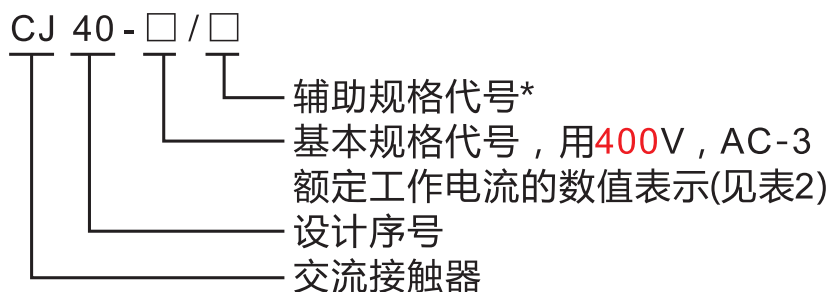 CJ 40-□/□
辅助规格代号*
基本规格代号，用400V，AC-3
额定工作电流的数值表示(见表2)
设计序号
交流接触器